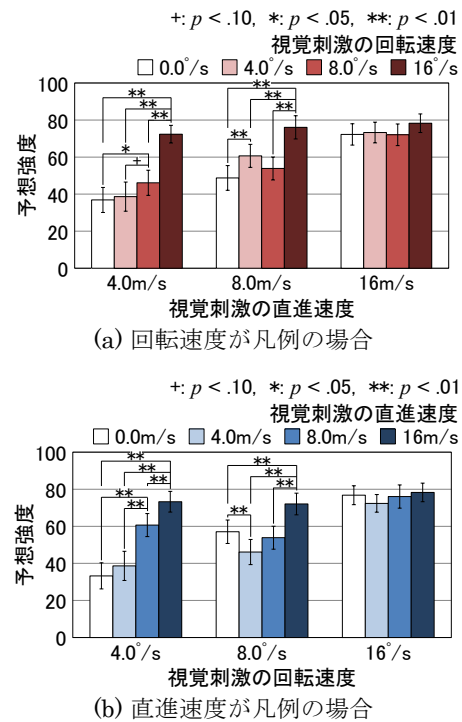 +: p < .10, *: p < .05, **: p < .01
視覚刺激の回転速度
0.0°/s 4.0°/s 8.0°/s 16°/s
予想強度
100
80
60
40
20
0
**
**
**
*
+
**
**
**
**
4.0m/s 8.0m/s 16m/s
視覚刺激の直進速度
(a) 回転速度が凡例の場合
+: p < .10, *: p < .05, **: p < .01
視覚刺激の直進速度
0.0m/s 4.0m/s 8.0m/s 16m/s
予想強度
100
80
60
40
20
0
**
**
**
**
**
**
**
**
**
4.0°/s 8.0°/s 16°/s
視覚刺激の回転速度
(b) 直進速度が凡例の場合